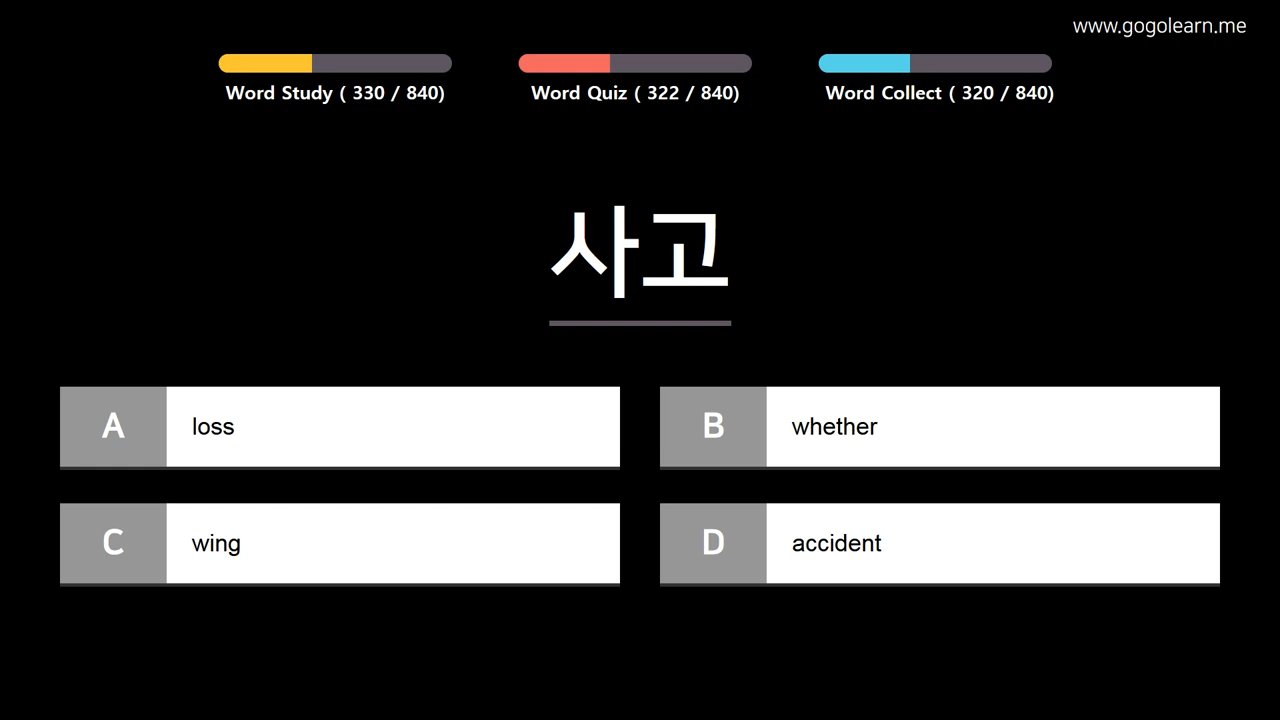 www.gogolearn.me
Word Study ( 330 / 840)
Word Quiz ( 322 / 840)
Word Collect ( 320 / 840)
사고
A loss
B whether
C wing
D accident